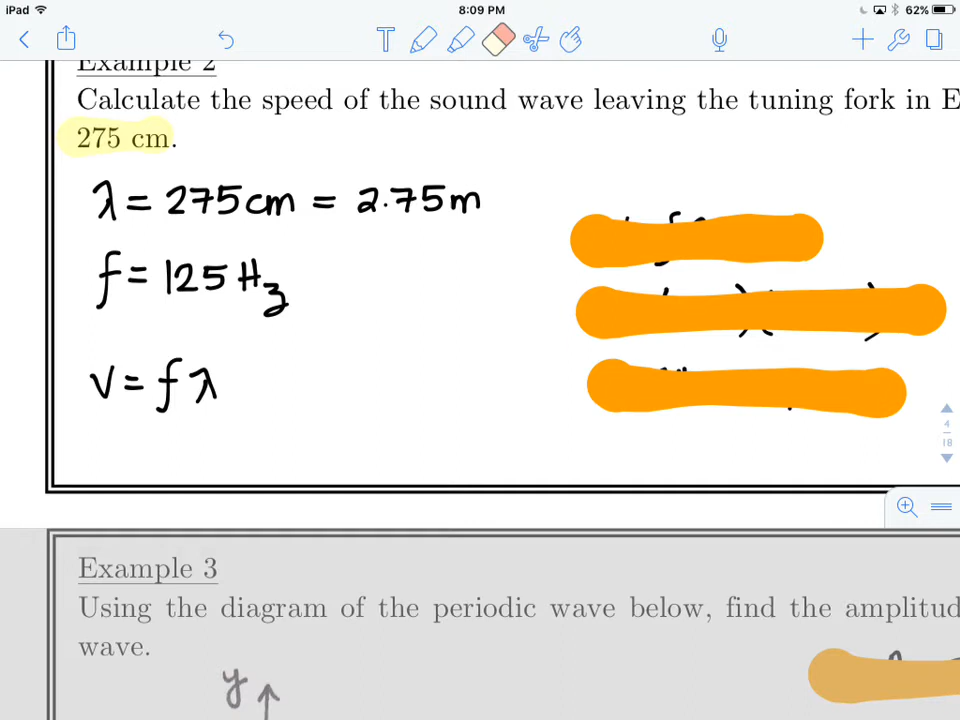 iPad 8:09 PM 62%
T
Example 2
Calculate the speed of the sound wave leaving the tuning fork in E
275 cm.
λ = 275 cm = 2.75 m
f = 125 Hz
v = f λ
4
18
Example 3
Using the diagram of the periodic wave below, find the amplitud
wave.
y